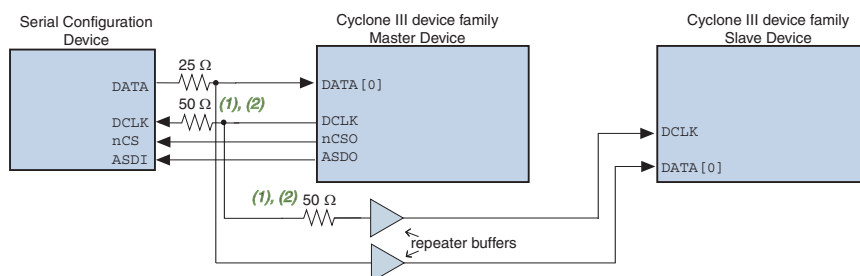 Serial Configuration
Device
Cyclone III device family
Master Device
Cyclone III device family
Slave Device
25 Ω
DATA
DATA[0]
50 Ω
(1), (2)
DCLK
DCLK
nCS
nCSO
ASDI
ASDO
DCLK
DATA[0]
(1), (2)
50 Ω
repeater buffers